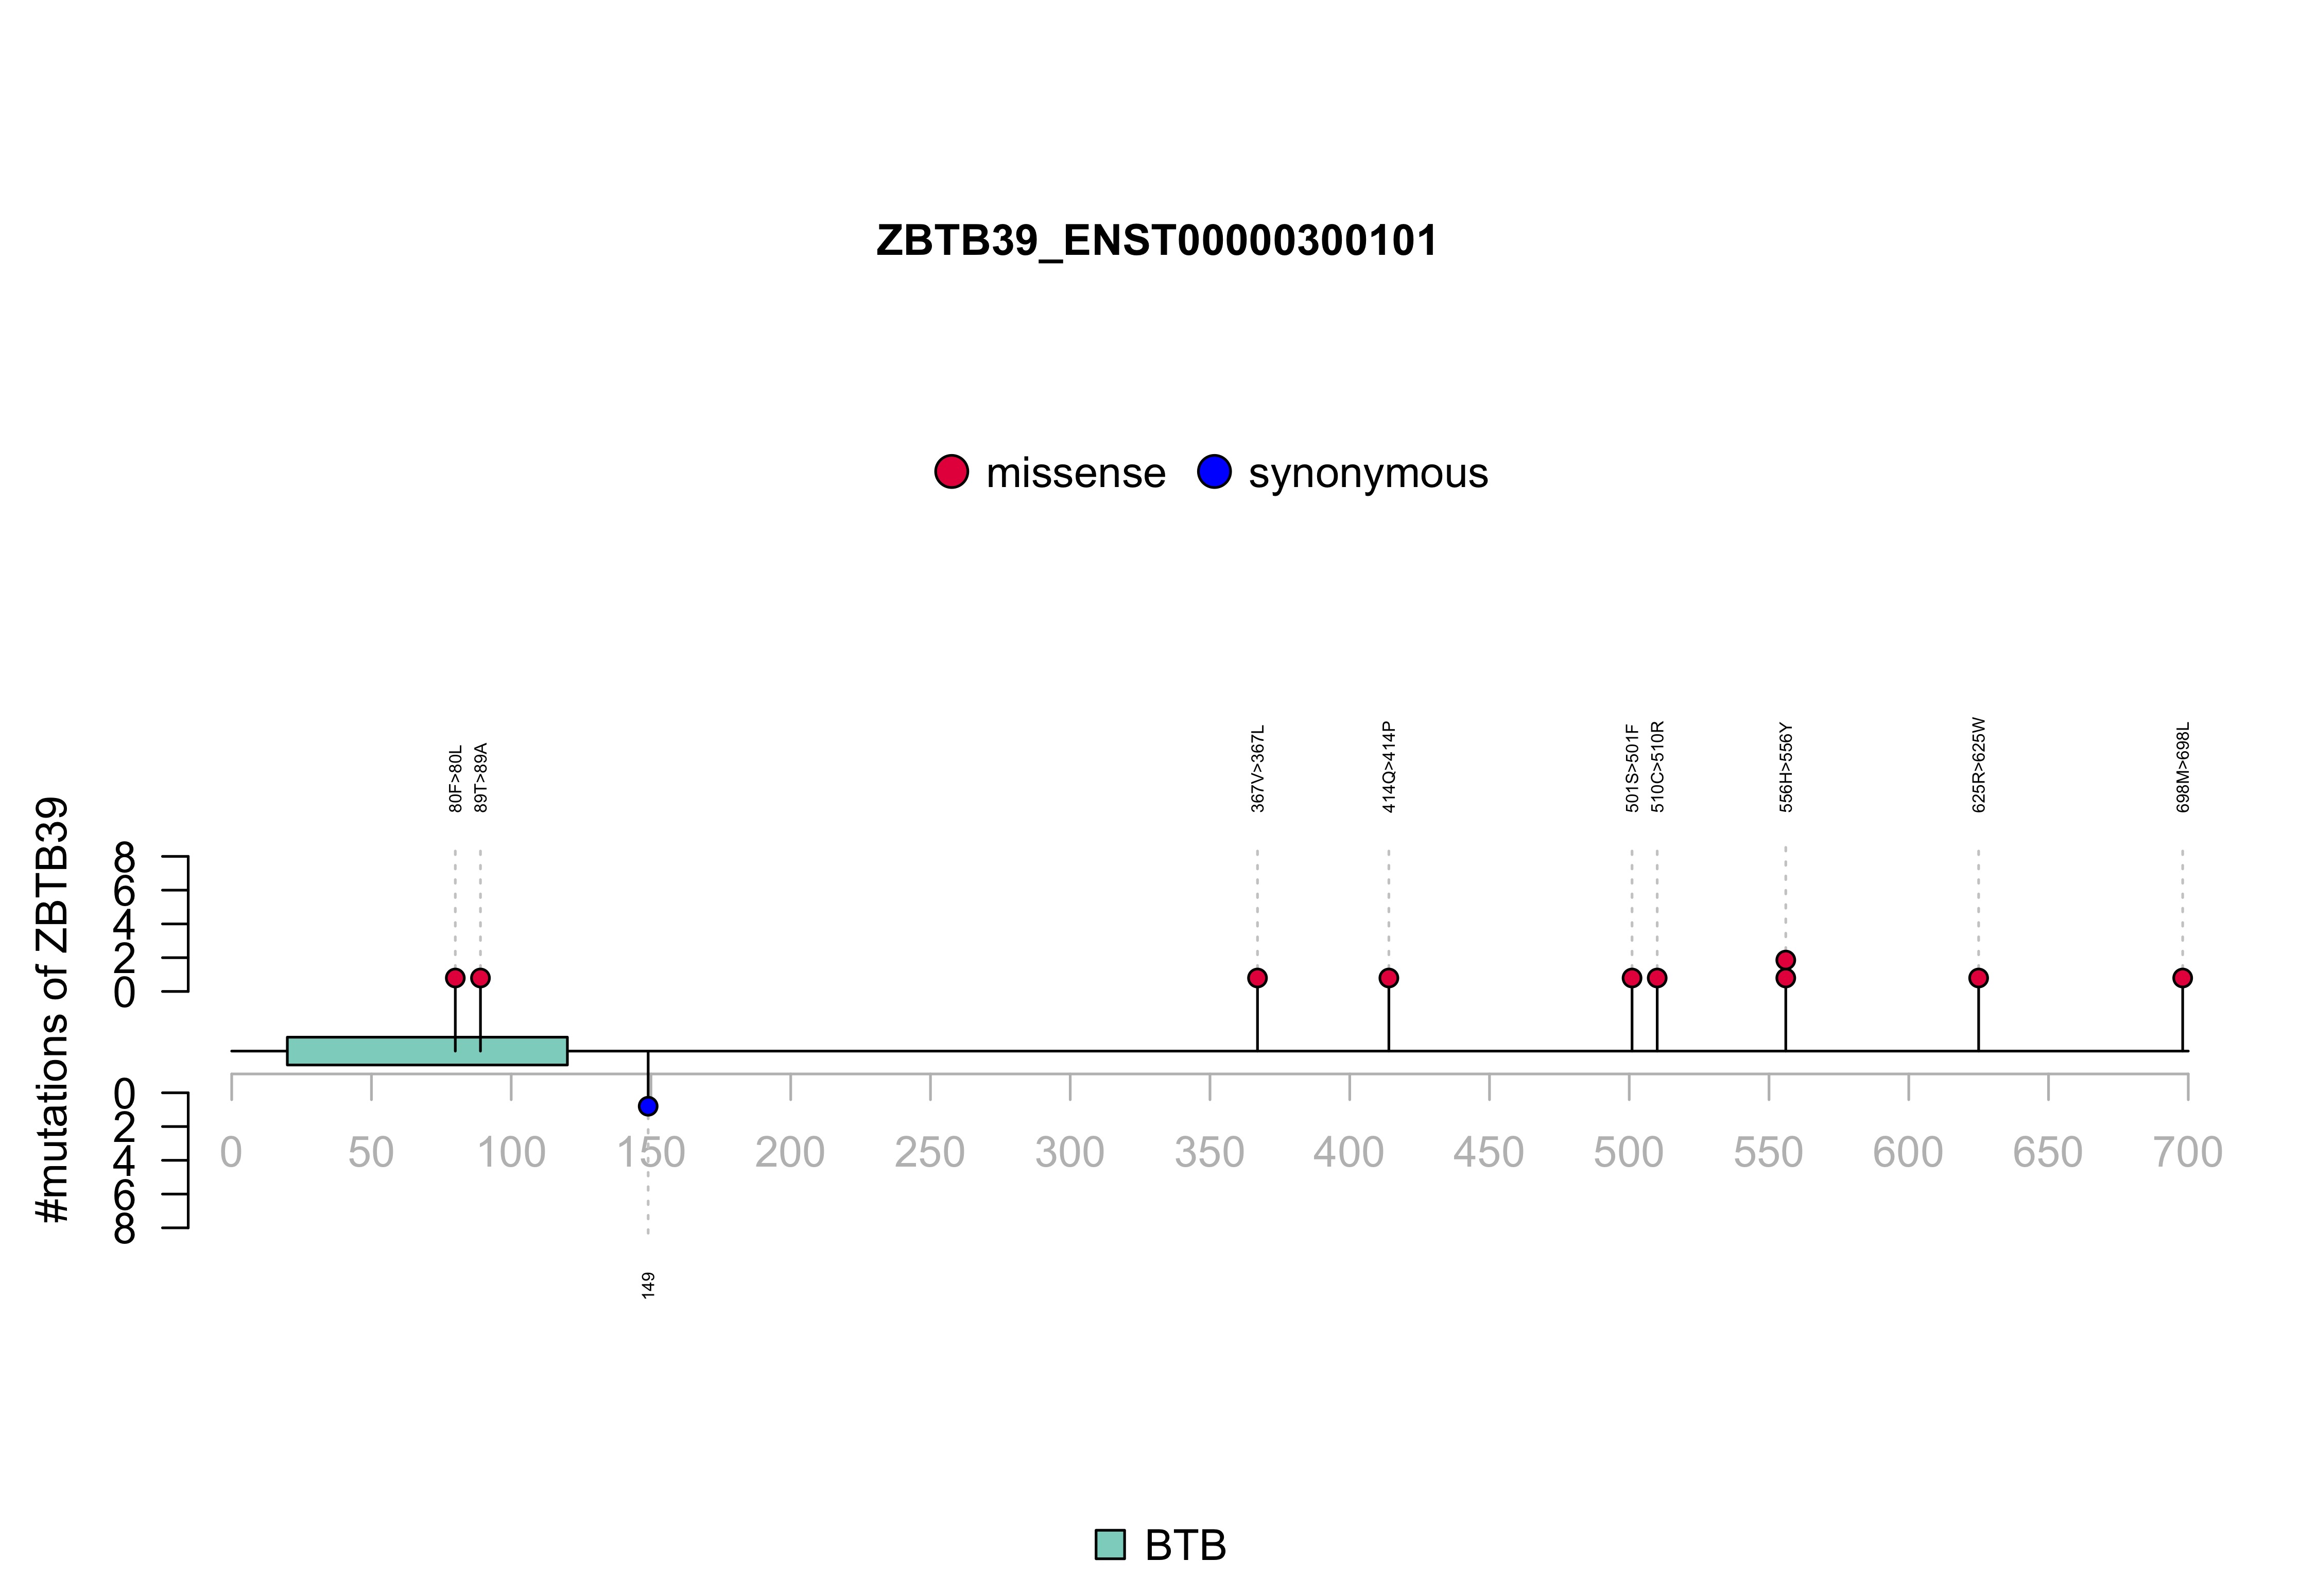 ZBTB39_ENST00000300101
missense
synonymous
80F>80L
89T>89A
367V>367L
414Q>414P
501S>501F
510C>510R
556H>556Y
625R>625W
698M>698L
#mutations of ZBTB39
8
6
4
2
0
0
2
4
6
8
0 50 100 150 200 250 300 350 400 450 500 550 600 650 700
149
BTB